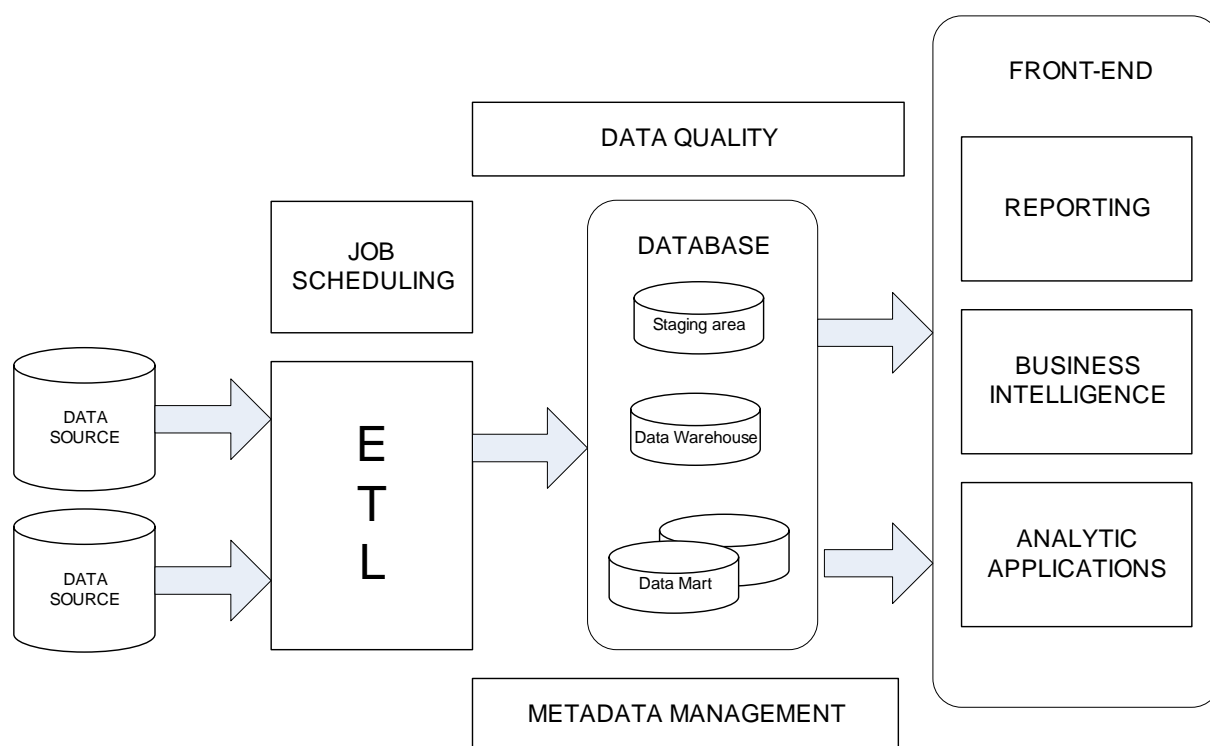 FRONT-END
DATA QUALITY
REPORTING
JOB
SCHEDULING
DATABASE
Staging area
BUSINESS
INTELLIGENCE
DATA
SOURCE
E
T
L
Data Warehouse
DATA
SOURCE
ANALYTIC
APPLICATIONS
Data Mart
METADATA MANAGEMENT